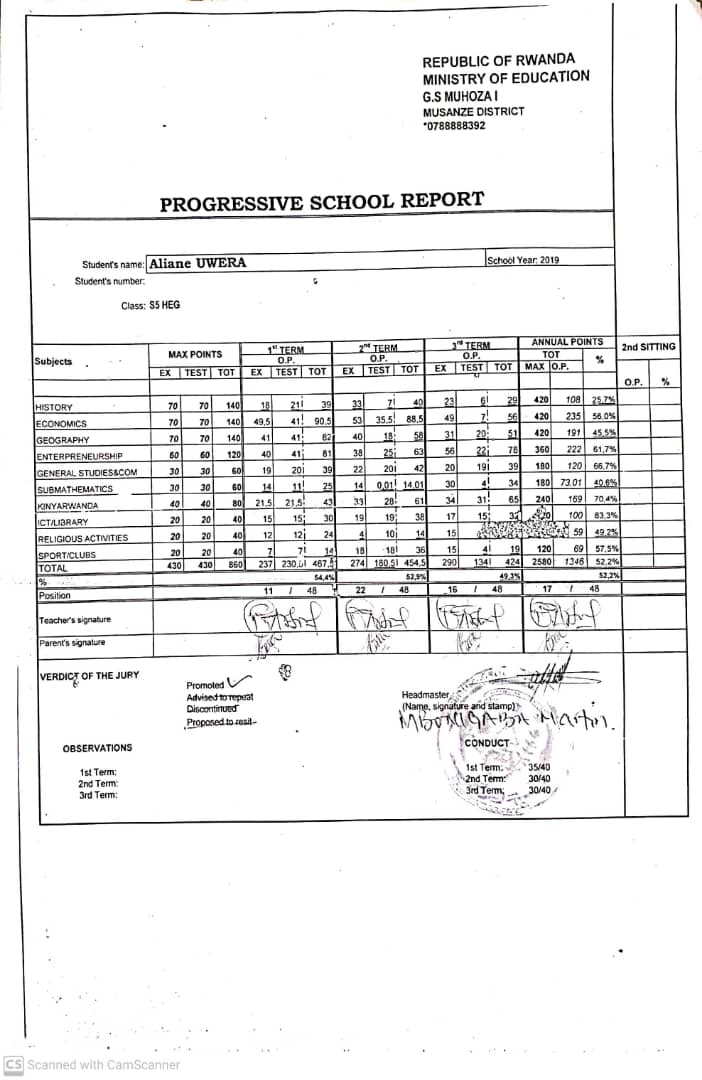 REPUBLIC OF RWANDA
MINISTRY OF EDUCATION
G.S MUHOZA I
MUSANZE DISTRICT
*0788888392
PROGRESSIVE SCHOOL REPORT
Student's name: Aliane UWERA School Year: 2019
Student's number:
Class: S5 HEG
Subjects MAX POINTS 1st TERM 2nd TERM 3rd TERM ANNUAL POINTS 2nd SITTING
O.P. O.P. O.P. TOT %
EX TEST TOT EX TEST TOT EX TEST TOT EX TEST TOT MAX O.P. O.P. %
HISTORY 70 70 140 18 21 39 33 7 40 23 6 29 420 108 25,7%
ECONOMICS 70 70 140 49,5 41 90,5 53 35,5 88,5 49 7 56 420 235 56,0%
GEOGRAPHY 70 70 140 41 41 82 40 18 58 31 20 51 420 191 45,5%
ENTERPRENEURSHIP 60 60 120 40 41 81 38 25 63 56 22 78 360 222 61,7%
GENERAL STUDIES&COM 30 30 60 19 20 39 22 20 42 20 19 39 180 120 66,7%
SUBMATHEMATICS 30 30 60 14 11 25 14 0,01 14,01 30 4 34 180 73.01 40,6%
KINYARWANDA 40 40 80 21,5 21,5 43 33 28 61 34 31 65 240 169 70,4%
ICT/LIBRARY 20 20 40 15 15 30 19 19 38 17 15 32 100 83,3%
RELIGIOUS ACTIVITIES 20 20 40 12 12 24 4 10 14 15 59 49,2%
SPORT/CLUBS 20 20 40 7 7 14 18 18 36 15 4 19 120 69 57,5%
TOTAL 430 430 860 237 230,5 467,5 274 180,51 454,5 290 134 424 2580 1346 52,2%
% 54,4% 52,9% 49,3% 52,2%
Position 11 / 48 22 / 48 16 / 48 17 / 48
Teacher's signature
Parent's signature
VERDICT OF THE JURY
Promoted
Advised to repeat
Discontinued
Proposed to resit
Headmaster
(Name, signature and stamp)
MBONIGABA Martin.
OBSERVATIONS
1st Term:
2nd Term:
3rd Term:
CONDUCT
1st Term: 35/40
2nd Term: 30/40
3rd Term: 30/40
CS Scanned with CamScanner